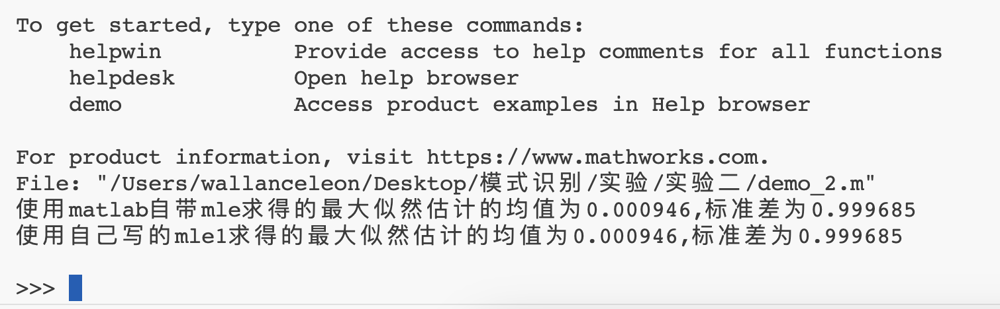 To get started, type one of these commands:
helpwin Provide access to help comments for all functions
helpdesk Open help browser
demo Access product examples in Help browser
For product information, visit https://www.mathworks.com.
File: "/Users/wallanceleon/Desktop/模式识别/实验/实验二/demo_2.m"
使用matlab自带mle求得的最大似然估计的均值为0.000946,标准差为0.999685
使用自己写的mle1求得的最大似然估计的均值为0.000946,标准差为0.999685
>>>